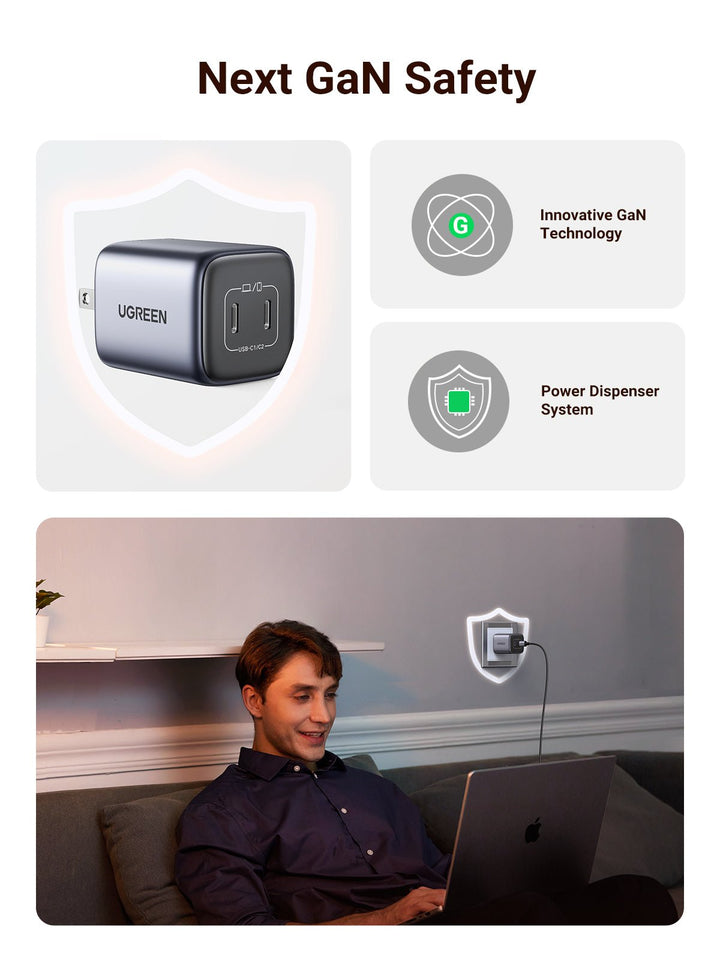 Next GaN Safety
UGREEN
USB-C1/C2
G
Innovative GaN
Technology
Power Dispenser
System